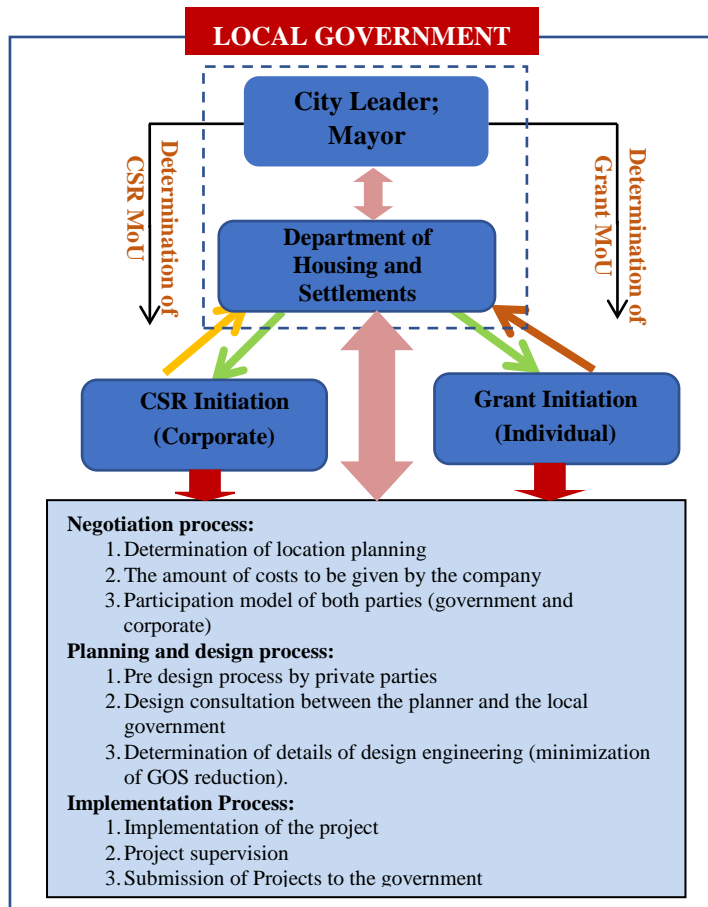 LOCAL GOVERNMENT
City Leader;
Mayor
Determination of
CSR MoU
Determination of
Grant MoU
Department of
Housing and
Settlements
CSR Initiation
(Corporate)
Grant Initiation
(Individual)
Negotiation process:
1. Determination of location planning
2. The amount of costs to be given by the company
3. Participation model of both parties (government and
corporate)
Planning and design process:
1. Pre design process by private parties
2. Design consultation between the planner and the local
government
3. Determination of details of design engineering (minimization
of GOS reduction).
Implementation Process:
1. Implementation of the project
2. Project supervision
3. Submission of Projects to the government